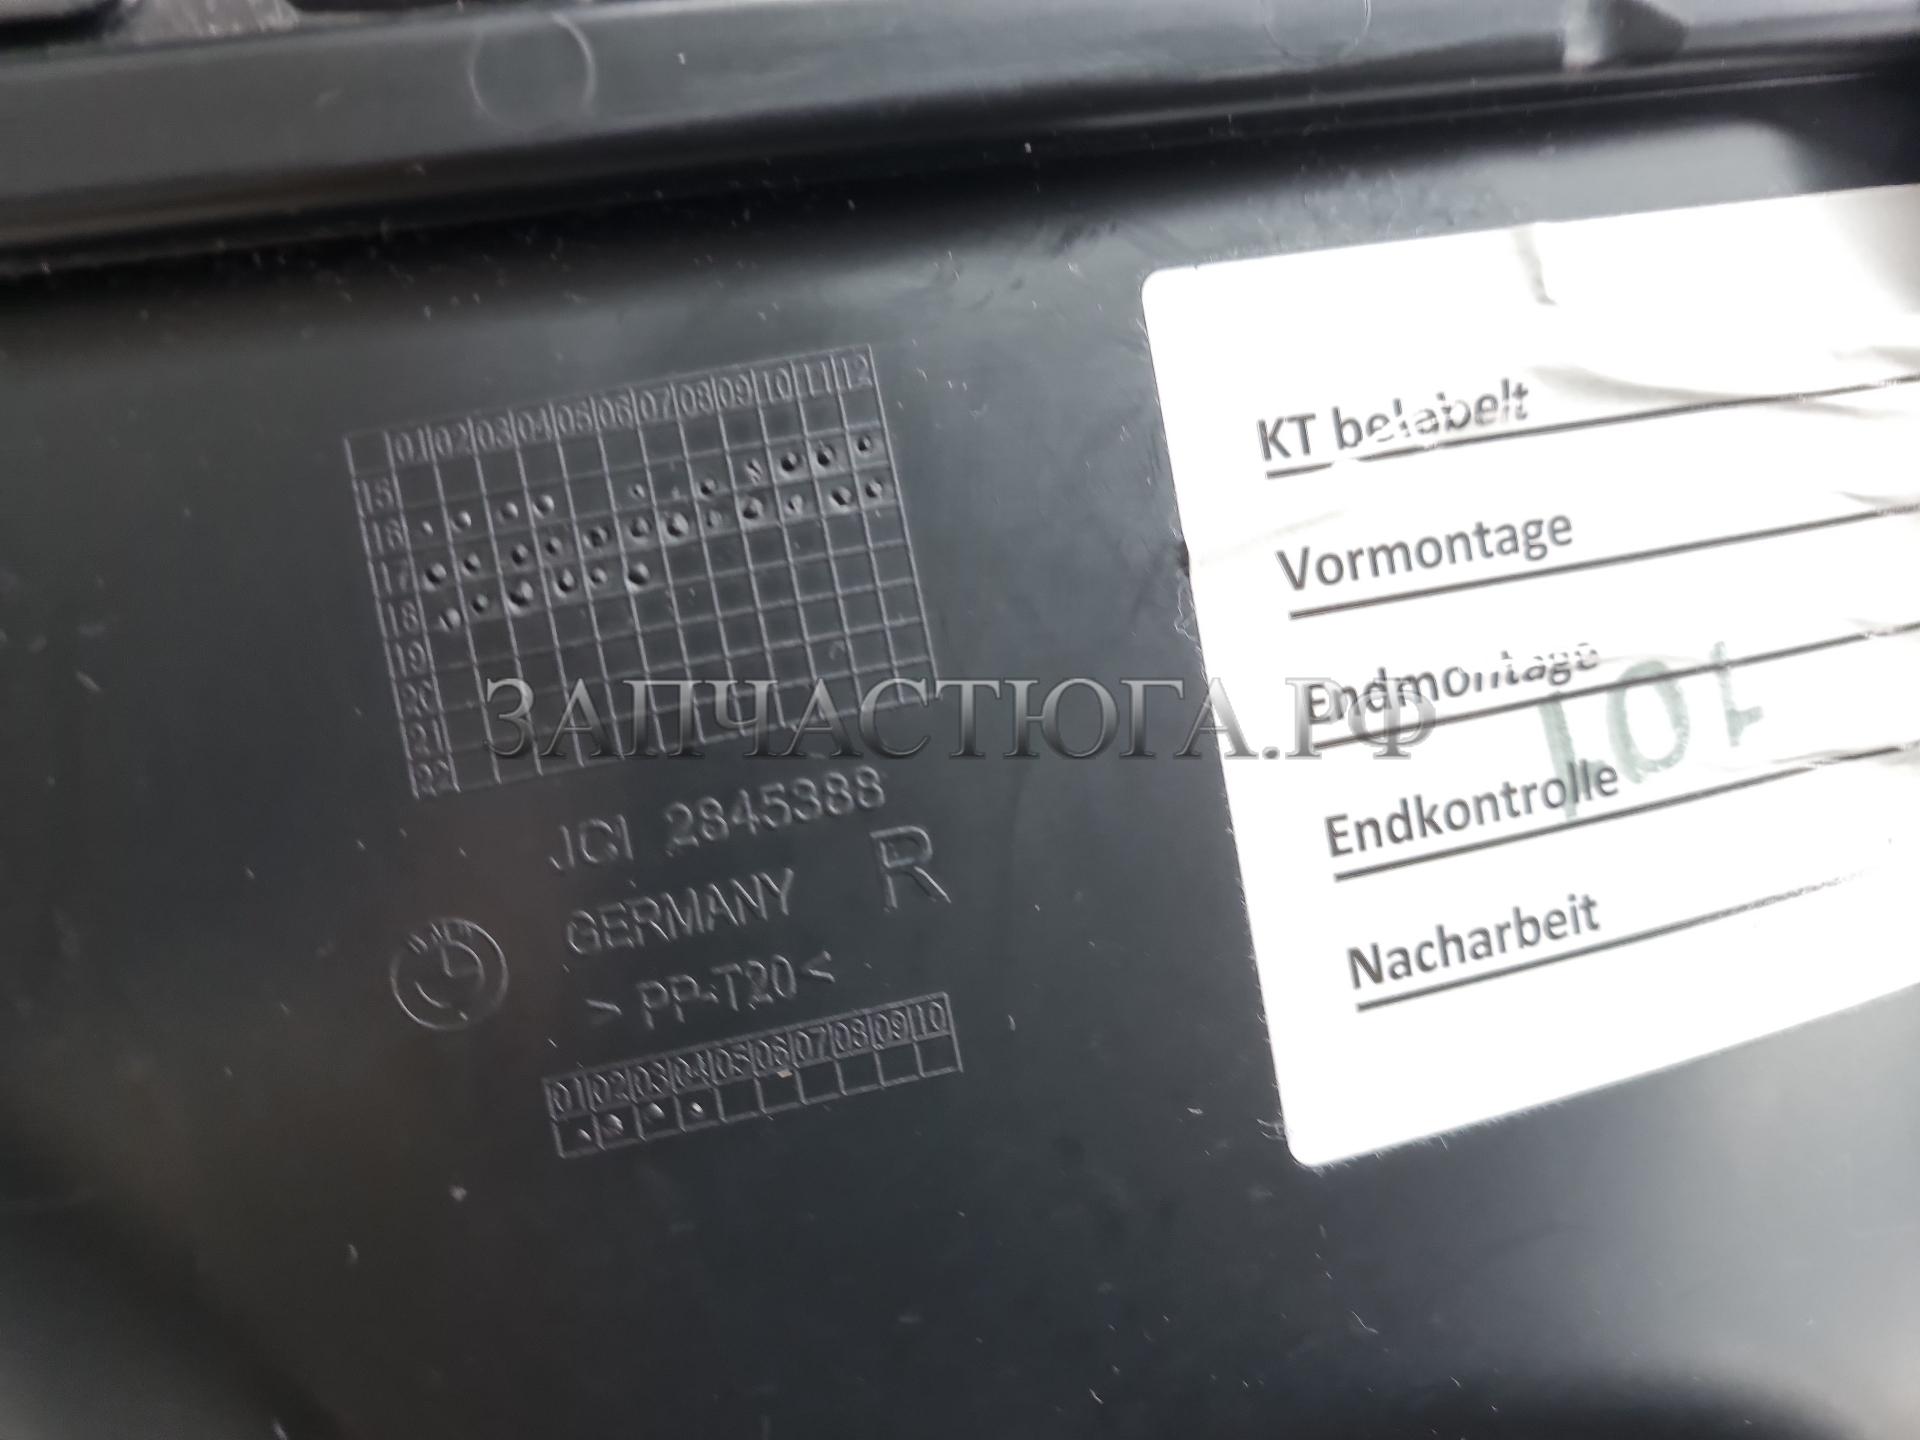 01 02 03 04 05 06 07 08 09 10 11 12
15
16
17
18
19
20
21
22
JCI 2845388
GERMANY R
BMW
>PP-T20<
01 02 03 04 05 06 07 08 09 10
KT belabelt
Vormontage
Endmontage
Endkontrolle
Nacharbeit
101
ЗАПЧАСТЮГА.РФ